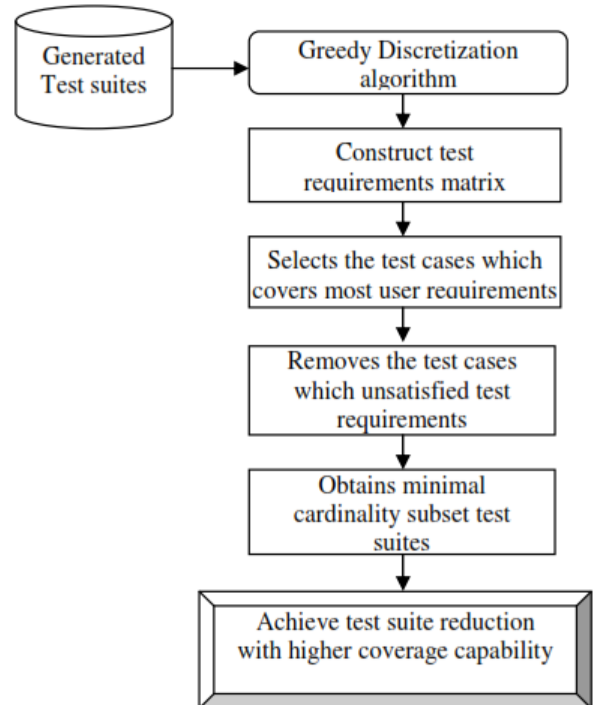 Generated
Test suites
Greedy Discretization
algorithm
Construct test
requirements matrix
Selects the test cases which
covers most user requirements
Removes the test cases
which unsatisfied test
requirements
Obtains minimal
cardinality subset test
suites
Achieve test suite reduction
with higher coverage capability